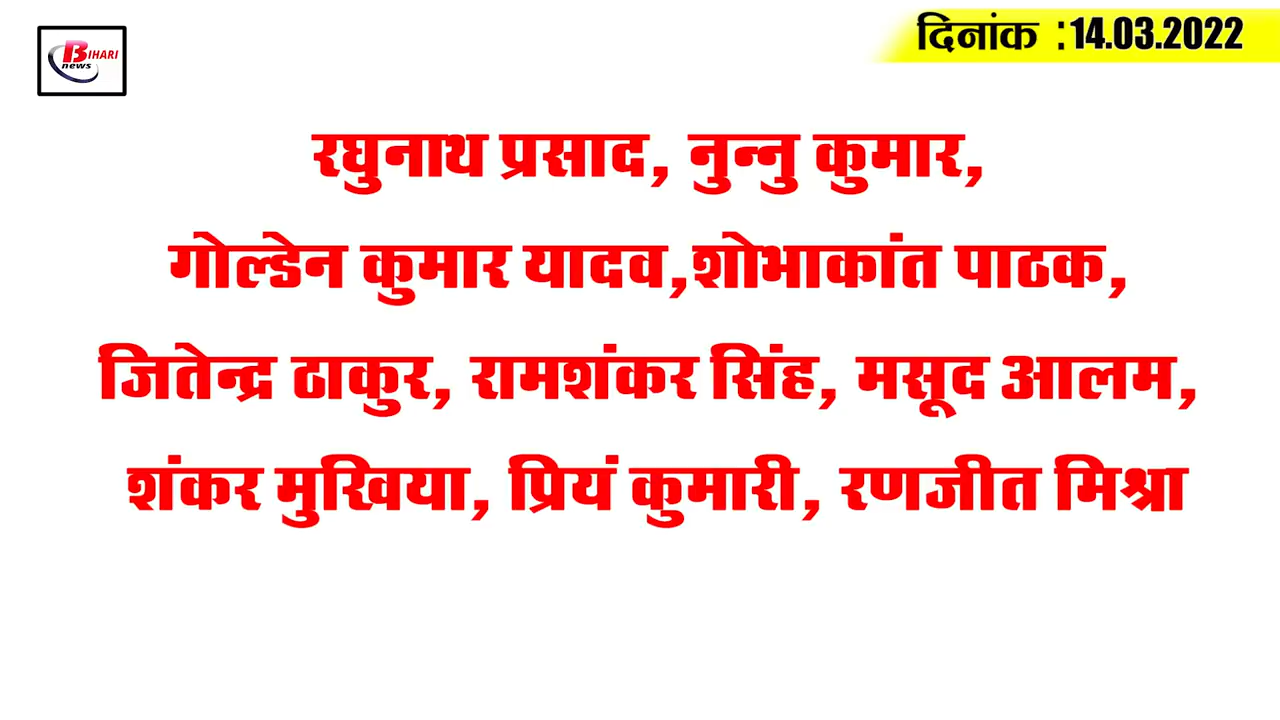 BIHARI
news
दिनांक :14.03.2022
रघुनाथ प्रसाद, नुन्नु कुमार,
गोल्डेन कुमार यादव,शोभाकांत पाठक,
जितेन्द्र ठाकुर, रामशंकर सिंह, मसूद आलम,
शंकर मुखिया, प्रियं कुमारी, रणजीत मिश्रा